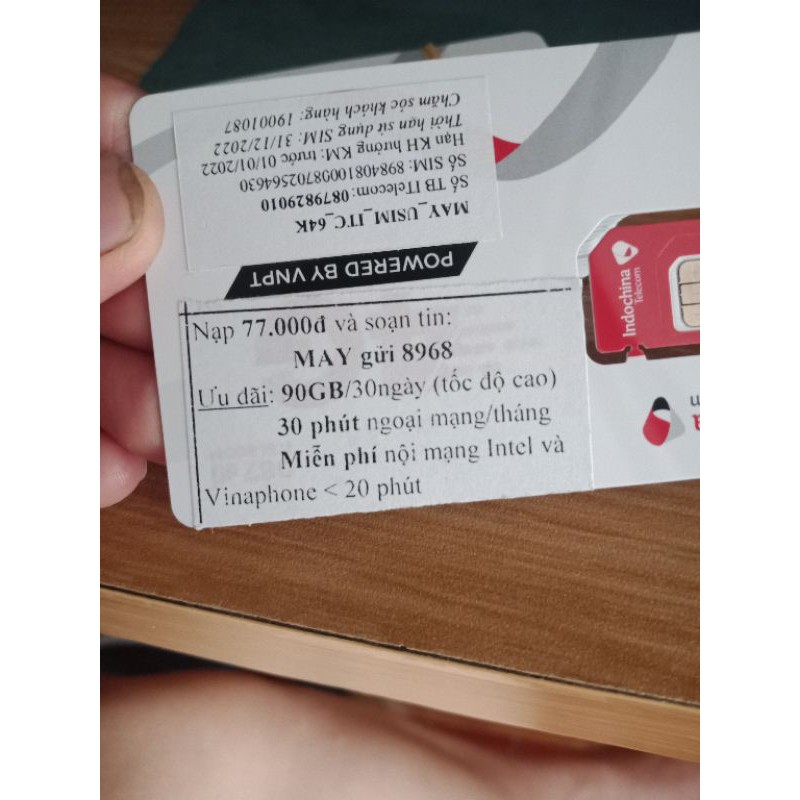 MAY_USIM_ITC_64K
Số TB ITelecom: 0879829010
Số SIM: 89840810008702564630
Hạn KH hưởng KM: trước 01/01/2022
Thời hạn sử dụng SIM: 31/12/2022
Chăm sóc khách hàng: 19001087
POWERED BY VNPT
Nạp 77.000đ và soạn tin:
MAY gửi 8968
Ưu đãi: 90GB/30ngày (tốc độ cao)
30 phút ngoại mạng/tháng
Miễn phí nội mạng Intel và
Vinaphone < 20 phút
Indochina
Telecom